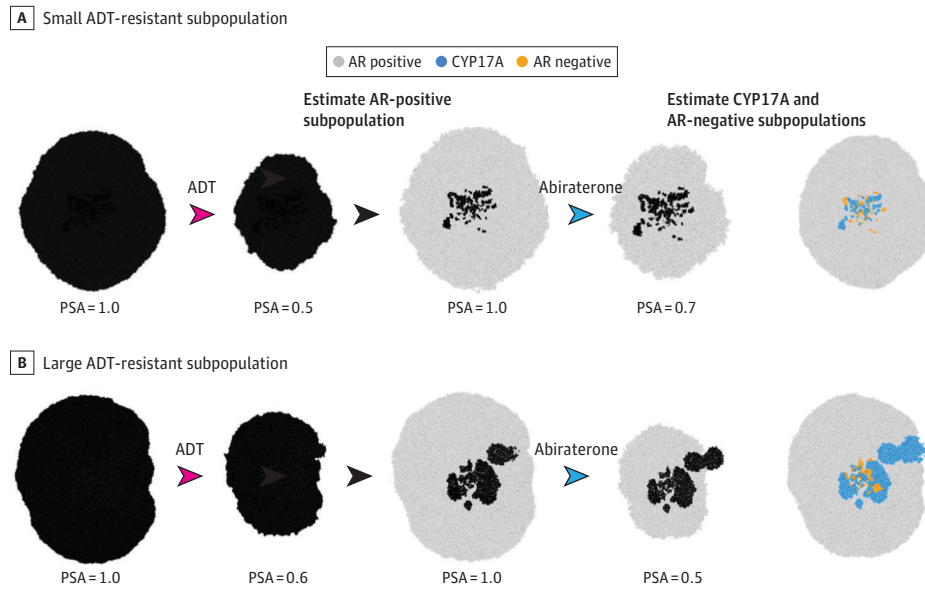 A Small ADT-resistant subpopulation
AR positive CYP17A AR negative
Estimate AR-positive
subpopulation
Estimate CYP17A and
AR-negative subpopulations
ADT
Abiraterone
PSA = 1.0
PSA = 0.5
PSA = 1.0
PSA = 0.7
B Large ADT-resistant subpopulation
ADT
Abiraterone
PSA = 1.0
PSA = 0.6
PSA = 1.0
PSA = 0.5